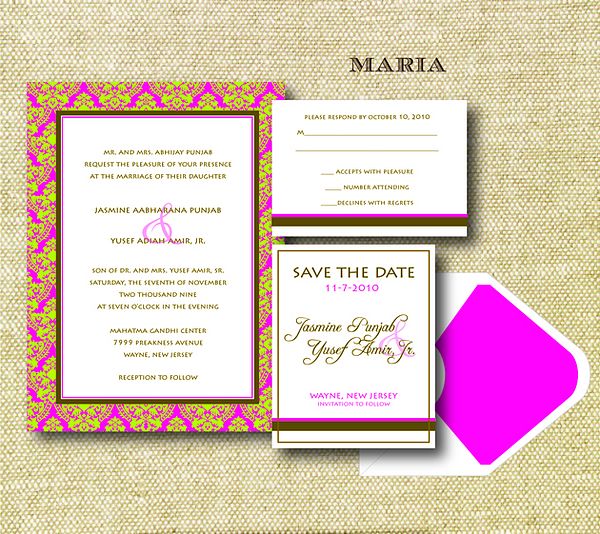 MARIA
MR. AND MRS. ABHIJAY PUNJAB
REQUEST THE PLEASURE OF YOUR PRESENCE
AT THE MARRIAGE OF THEIR DAUGHTER
JASMINE AABHARANA PUNJAB
&
YUSEF ADIAH AMIR, JR.
SON OF DR. AND MRS. YUSEF AMIR, SR.
SATURDAY, THE SEVENTH OF NOVEMBER
TWO THOUSAND NINE
AT SEVEN O'CLOCK IN THE EVENING
MAHATMA GANDHI CENTER
7999 PREAKNESS AVENUE
WAYNE, NEW JERSEY
RECEPTION TO FOLLOW
PLEASE RESPOND BY OCTOBER 10, 2010
M
___ ACCEPTS WITH PLEASURE
___ NUMBER ATTENDING
___DECLINES WITH REGRETS
SAVE THE DATE
11-7-2010
Jasmine Punjab
&
Yusef Amir, Jr.
WAYNE, NEW JERSEY
INVITATION TO FOLLOW